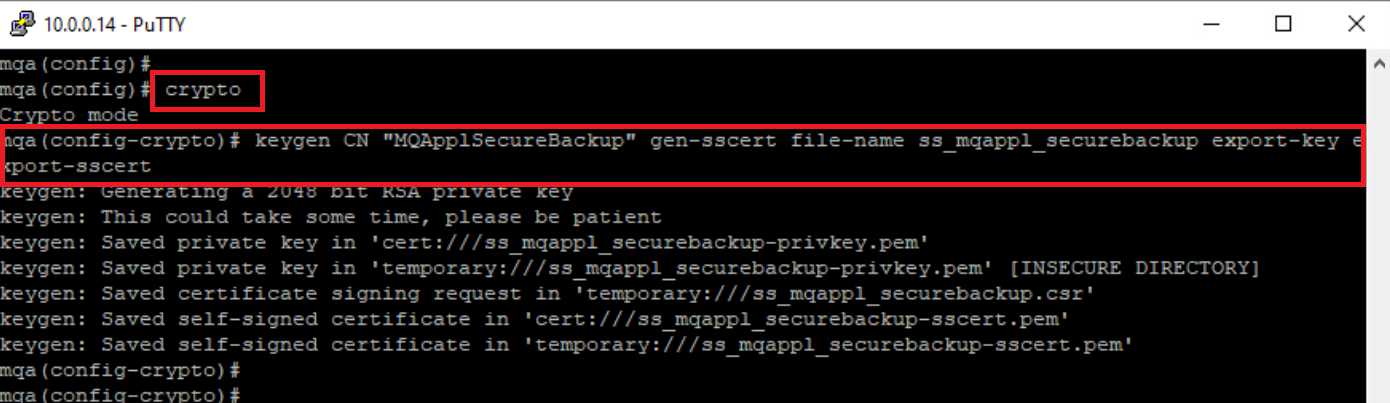 10.0.0.14 - PuTTY
mqa(config)#
mqa(config)# crypto
Crypto mode
mqa(config-crypto)# keygen CN "MQApplSecureBackup" gen-sscert file-name ss_mqappl_securebackup export-key e
xport-sscert
keygen: Generating a 2048 bit RSA private key
keygen: This could take some time, please be patient
keygen: Saved private key in 'cert:///ss_mqappl_securebackup-privkey.pem'
keygen: Saved private key in 'temporary:///ss_mqappl_securebackup-privkey.pem' [INSECURE DIRECTORY]
keygen: Saved certificate signing request in 'temporary:///ss_mqappl_securebackup.csr'
keygen: Saved self-signed certificate in 'cert:///ss_mqappl_securebackup-sscert.pem'
keygen: Saved self-signed certificate in 'temporary:///ss_mqappl_securebackup-sscert.pem'
mqa(config-crypto)#
mqa(config-crypto)#